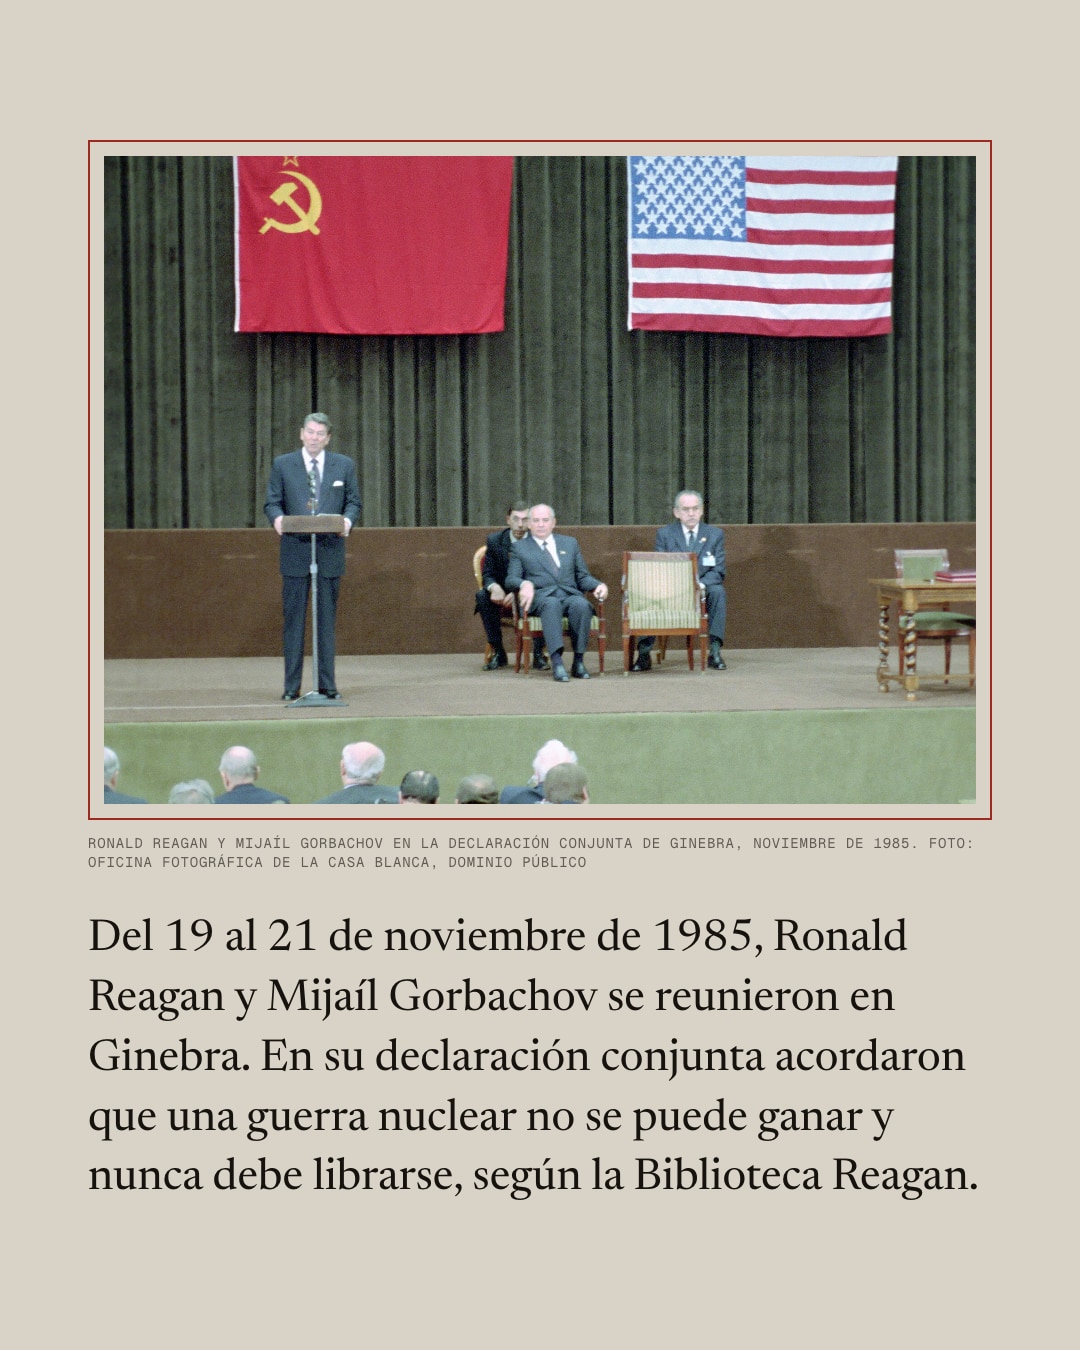 RONALD REAGAN Y MIJAÍL GORBACHOV EN LA DECLARACIÓN CONJUNTA DE GINEBRA, NOVIEMBRE DE 1985. FOTO:
OFICINA FOTOGRÁFICA DE LA CASA BLANCA, DOMINIO PÚBLICO
Del 19 al 21 de noviembre de 1985, Ronald
Reagan y Mijaíl Gorbachov se reunieron en
Ginebra. En su declaración conjunta acordaron
que una guerra nuclear no se puede ganar y
nunca debe librarse, según la Biblioteca Reagan.